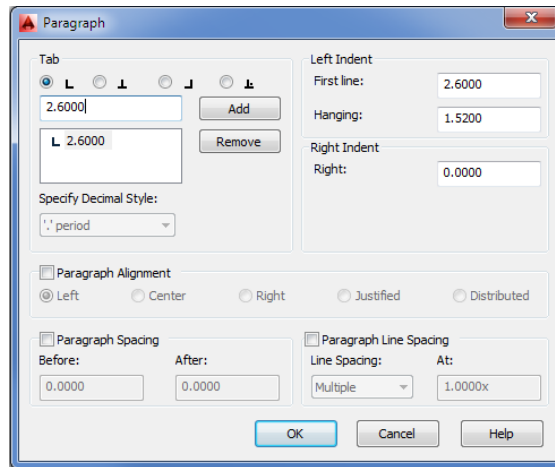 Paragraph
Tab
2.6000
Add
2.6000
Remove
Specify Decimal Style:
'.' period
Left Indent
First line:
2.6000
Hanging:
1.5200
Right Indent
Right:
0.0000
Paragraph Alignment
Left
Center
Right
Justified
Distributed
Paragraph Spacing
Before:
After:
0.0000
0.0000
Paragraph Line Spacing
Line Spacing:
At:
Multiple
1.0000x
OK
Cancel
Help